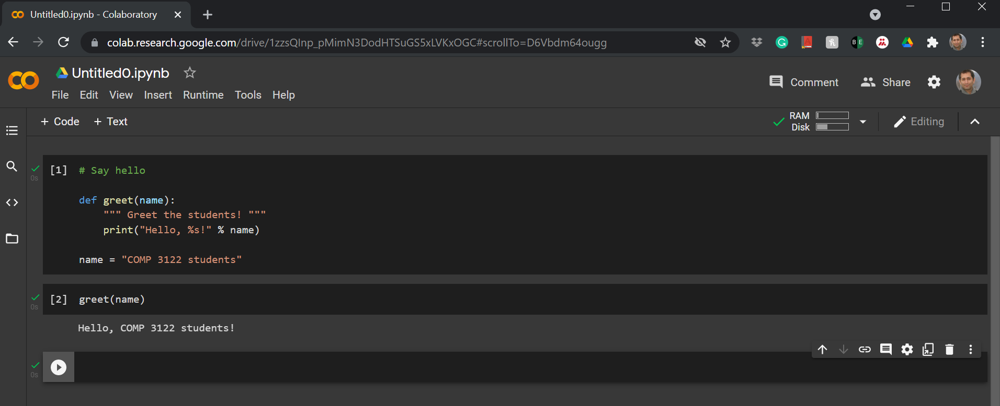 Untitled0.ipynb - Colaboratory
colab.research.google.com/drive/1zzsQInp_pMimN3DodHTSuGS5xLVKxOGC#scrollTo=D6Vbdm64ougg
B E
Untitled0.ipynb
File Edit View Insert Runtime Tools Help
Comment Share
+ Code + Text
RAM
Disk
Editing
[1] # Say hello
0s
def greet(name):
""" Greet the students! """
print("Hello, %s!" % name)
name = "COMP 3122 students"
[2] greet(name)
0s
Hello, COMP 3122 students!
0s